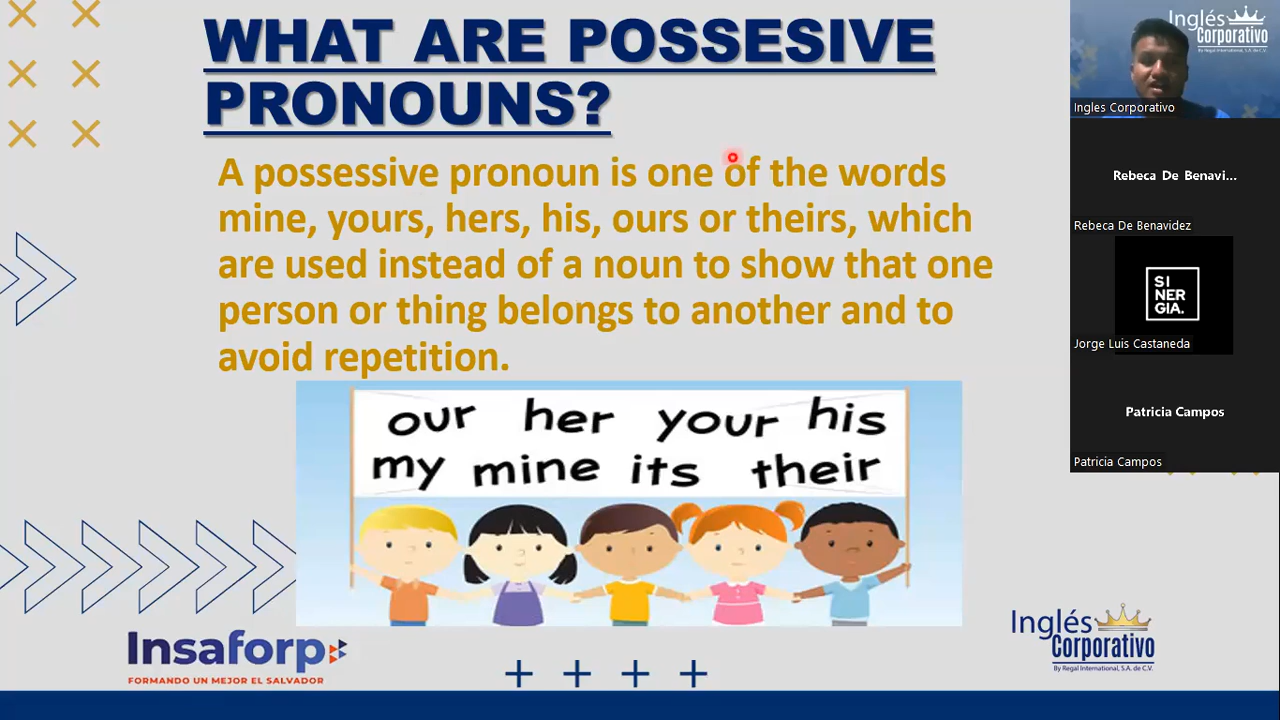 WHAT ARE POSSESIVE
PRONOUNS?
A possessive pronoun is one of the words
mine, yours, hers, his, ours or theirs, which
are used instead of a noun to show that one
person or thing belongs to another and to
avoid repetition.
our her your his
my mine its their
Insaforp
FORMANDO UN MEJOR EL SALVADOR
Inglés
Corporativo
By Regal International, S.A. de C.V.
Inglés
Corporativo
By Regal International, S.A. de C.V.
Ingles Corporativo
Rebeca De Benavi...
Rebeca De Benavidez
SI
NER
GIA.
Jorge Luis Castaneda
Patricia Campos
Patricia Campos